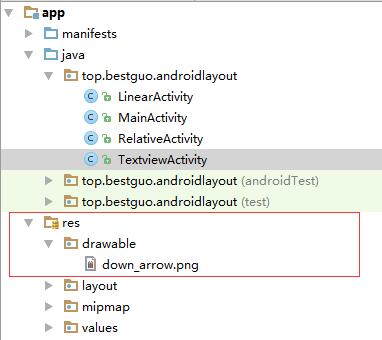 app
manifests
java
top.bestguo.androidlayout
LinearActivity
MainActivity
RelativeActivity
TextviewActivity
top.bestguo.androidlayout (androidTest)
top.bestguo.androidlayout (test)
res
drawable
down_arrow.png
layout
mipmap
values